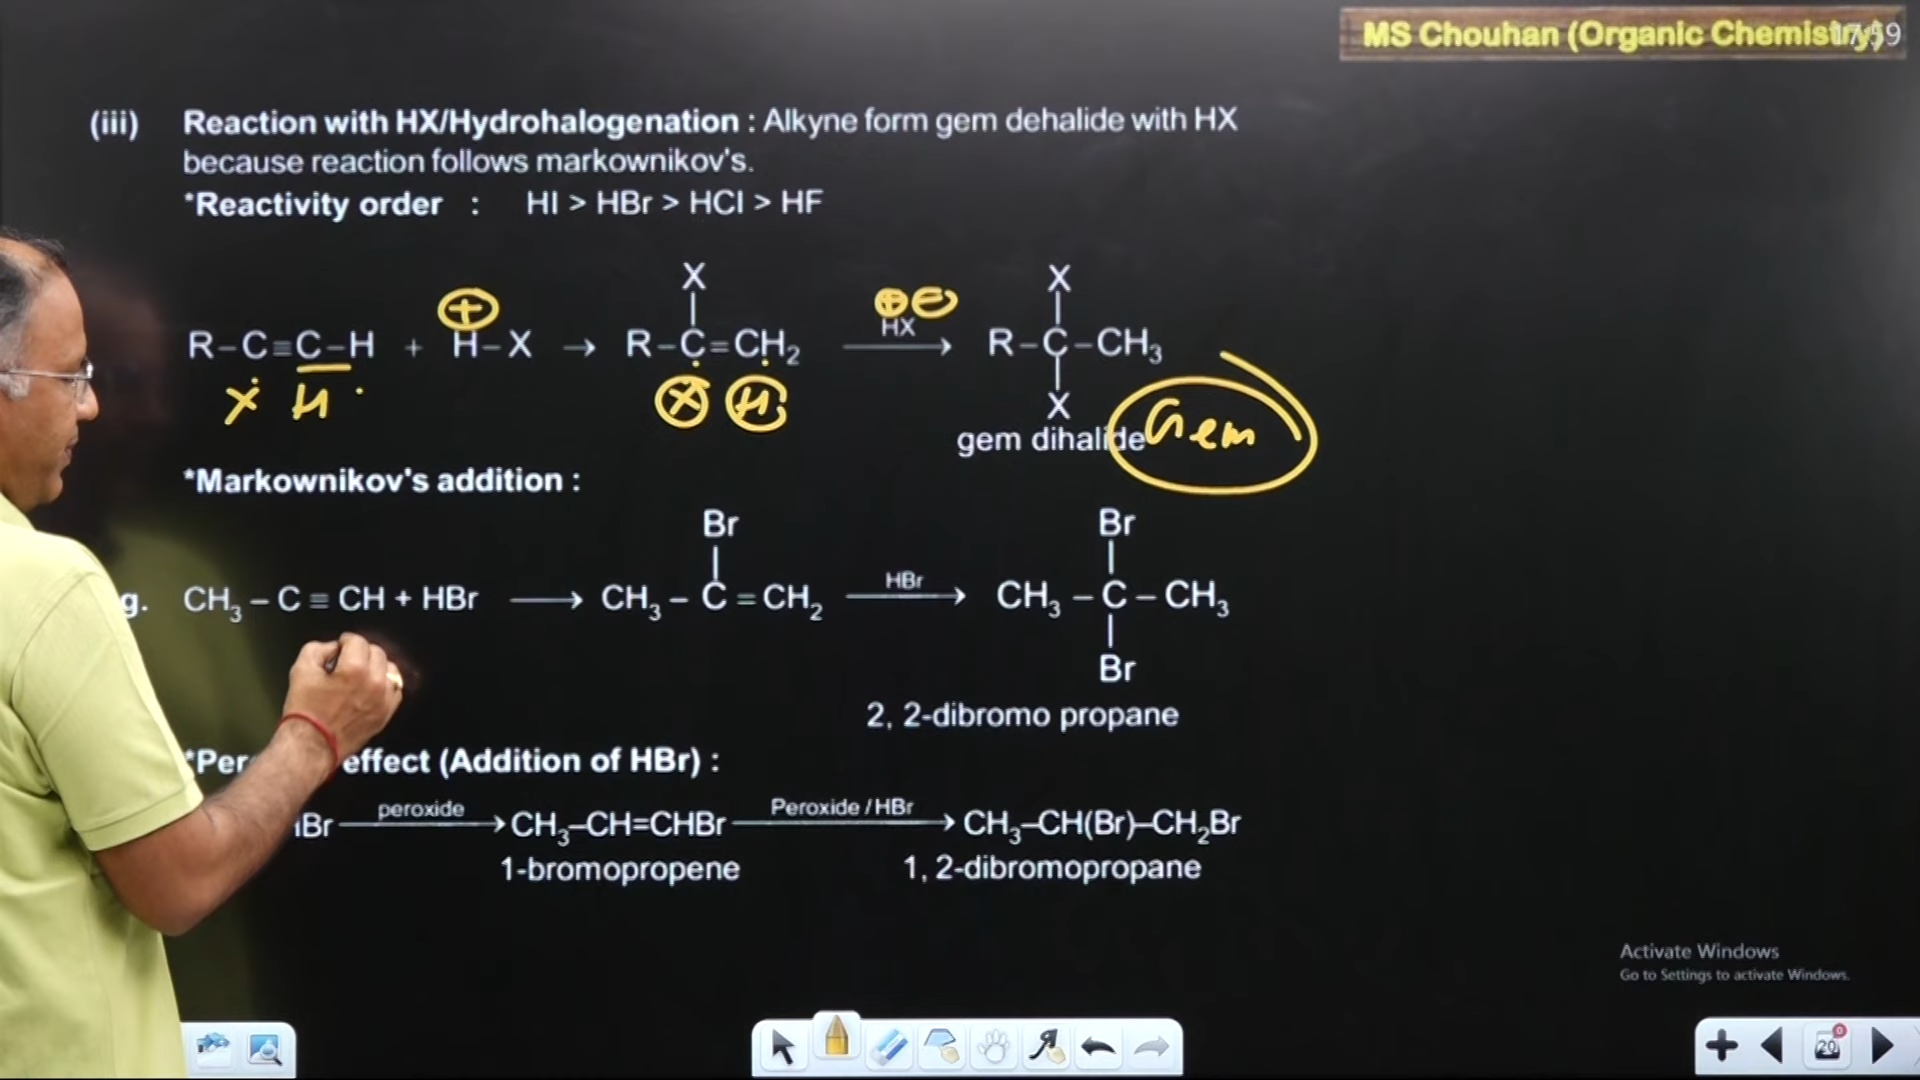 MS Chouhan (Organic Chemistry)
17:59
(iii) Reaction with HX/Hydrohalogenation : Alkyne form gem dehalide with HX
because reaction follows markownikov's.
*Reactivity order : HI > HBr > HCl > HF
X
X
⊕
⊕ ⊖
HX
R–C≡C–H + H–X → R–C=CH₂ → R–C–CH₃
X H
X H
X
gem dihalide
Gem
*Markownikov's addition :
Br
Br
g. CH₃ – C ≡ CH + HBr ⟶ CH₃ – C = CH₂ HBr ⟶ CH₃ – C – CH₃
Br
2, 2-dibromo propane
effect (Addition of HBr) :
peroxide
Peroxide / HBr
Br ⟶ CH₃–CH=CHBr ⟶ CH₃–CH(Br)–CH₂Br
1-bromopropene
1, 2-dibromopropane
Activate Windows
Go to Settings to activate Windows.
0
20